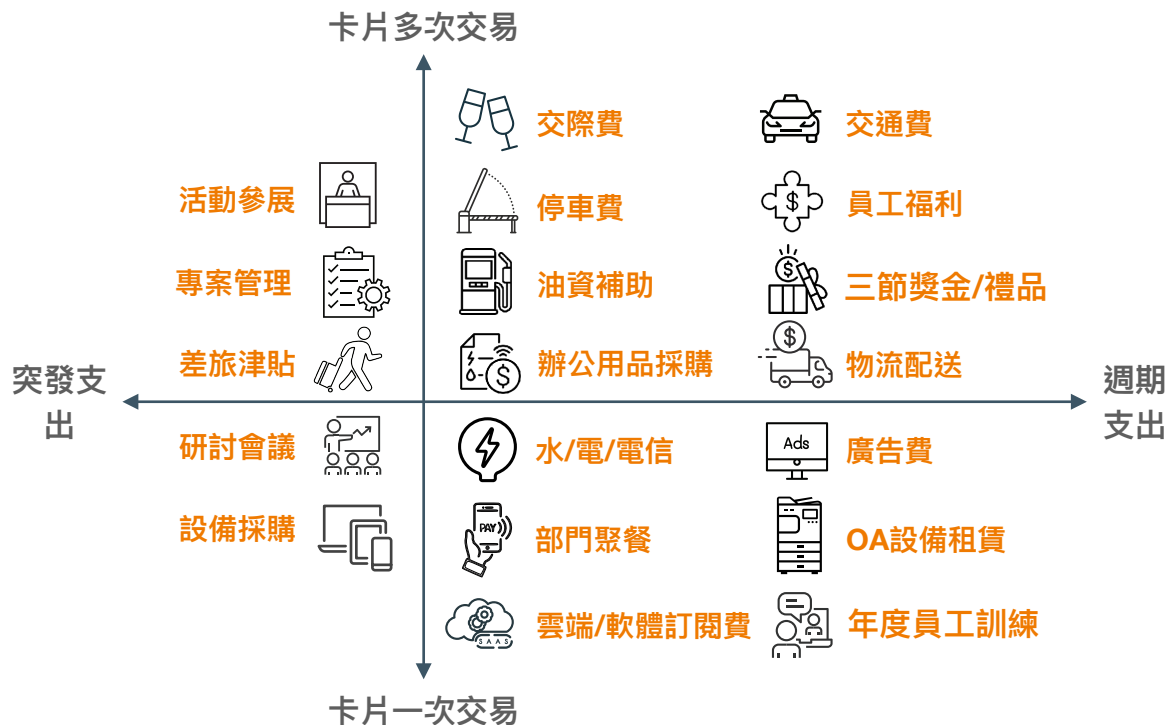 卡片多次交易
交際費
交通費
活動參展
停車費
員工福利
$
專案管理
油資補助
$
三節獎金/禮品
差旅津貼
$
辦公用品採購
$
物流配送
突發支
出
週期
支出
研討會議
水/電/電信
Ads
廣告費
設備採購
PAY
部門聚餐
OA設備租賃
SAAS
雲端/軟體訂閱費
年度員工訓練
卡片一次交易